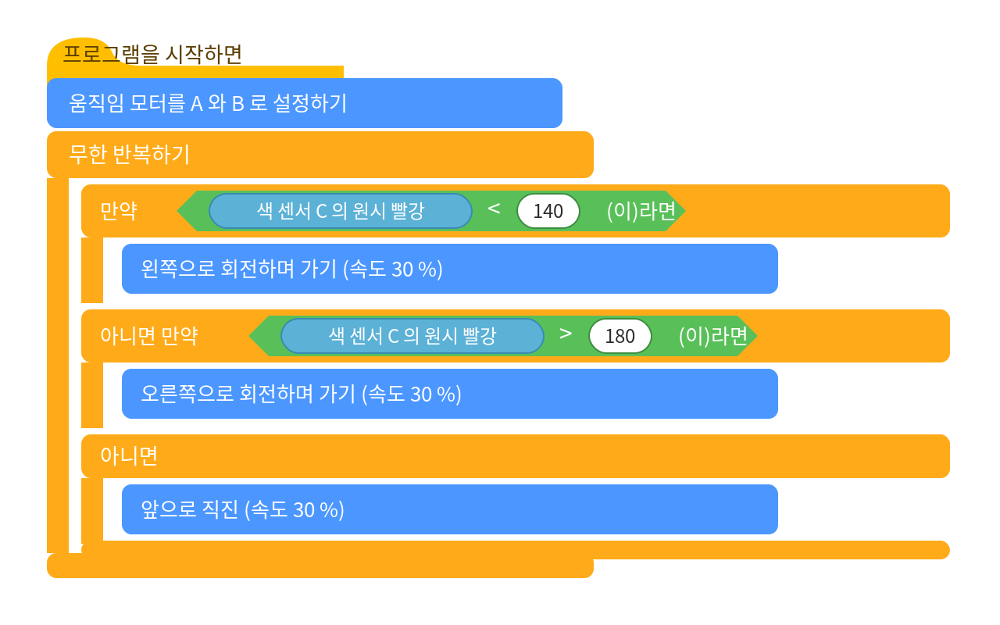 프로그램을 시작하면
움직임 모터를 A 와 B 로 설정하기
무한 반복하기
만약 색 센서 C 의 원시 빨강 < 140 (이)라면
왼쪽으로 회전하며 가기 (속도 30 %)
아니면 만약 색 센서 C 의 원시 빨강 > 180 (이)라면
오른쪽으로 회전하며 가기 (속도 30 %)
아니면
앞으로 직진 (속도 30 %)